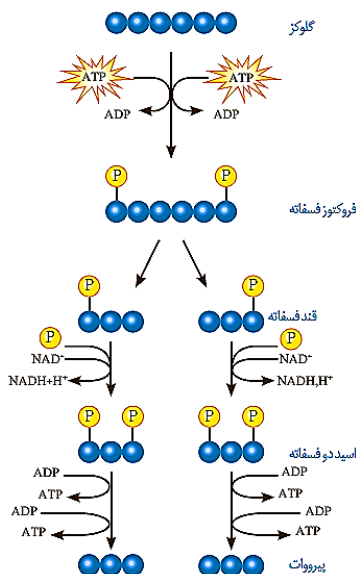 گلوکز
ATP ATP
ADP ADP
P P
فروکتوز فسفاته
P P
قند فسفاته
P P
NAD⁻ NAD⁻
NADH+H⁺ NADH,H⁺
P P P P
اسید دو فسفاته
ADP ADP
ATP ATP
ADP ADP
ATP ATP
پیرووات